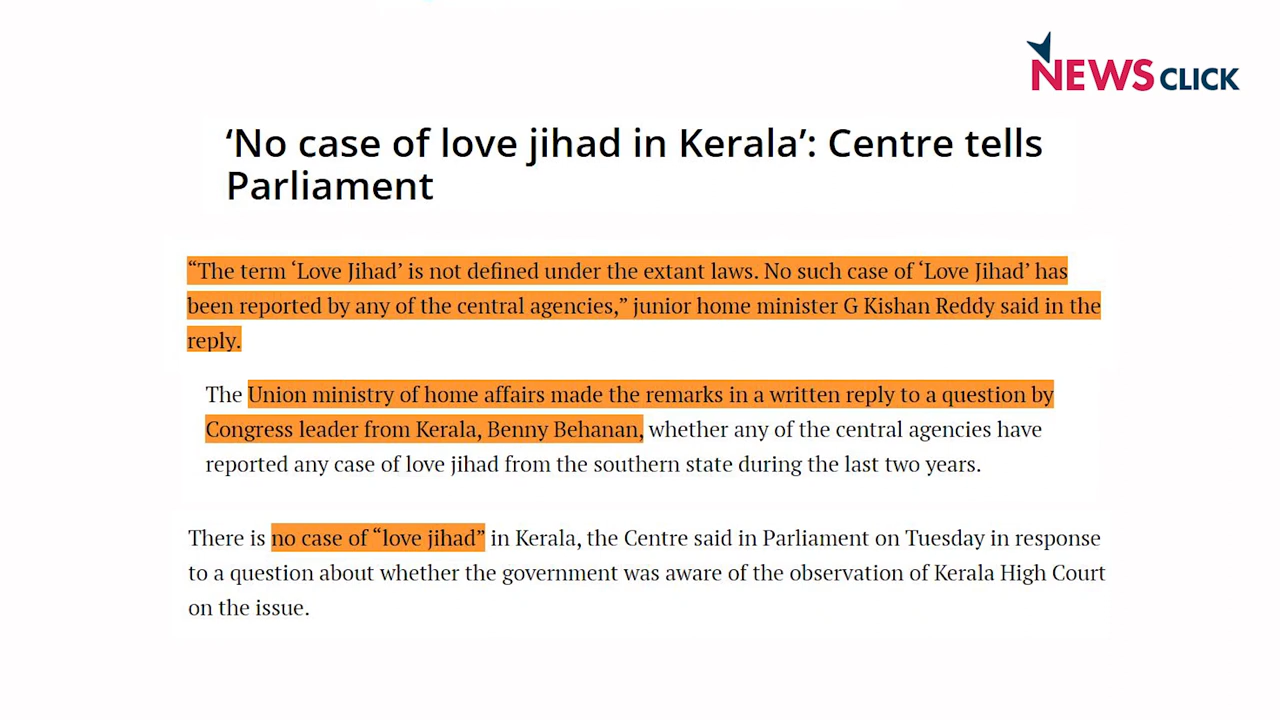 NEWS CLICK
‘No case of love jihad in Kerala’: Centre tells
Parliament
“The term ‘Love Jihad’ is not defined under the extant laws. No such case of ‘Love Jihad’ has
been reported by any of the central agencies,” junior home minister G Kishan Reddy said in the
reply.
The Union ministry of home affairs made the remarks in a written reply to a question by
Congress leader from Kerala, Benny Behanan, whether any of the central agencies have
reported any case of love jihad from the southern state during the last two years.
There is no case of “love jihad” in Kerala, the Centre said in Parliament on Tuesday in response
to a question about whether the government was aware of the observation of Kerala High Court
on the issue.